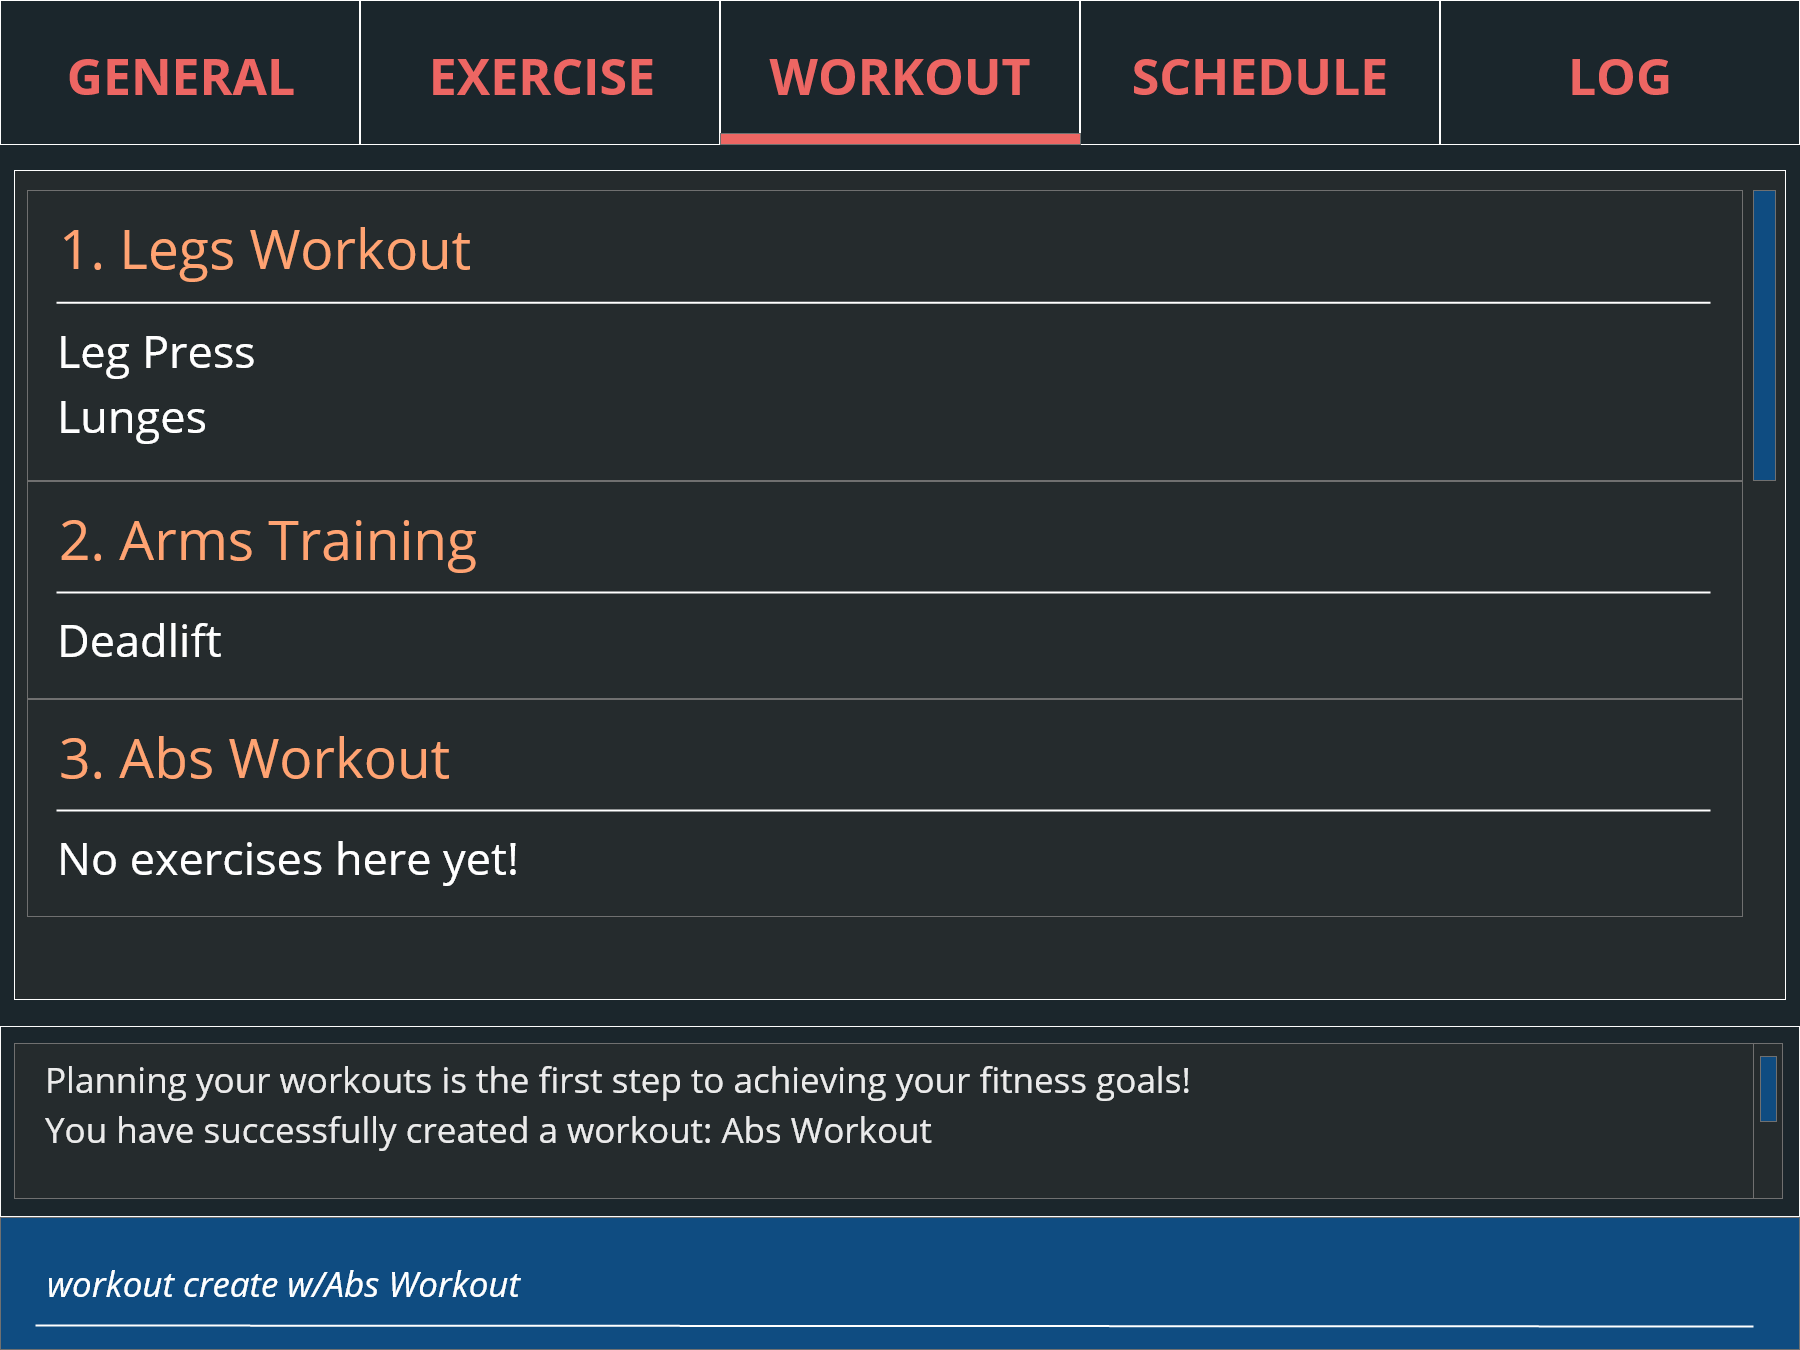 GENERAL EXERCISE WORKOUT SCHEDULE LOG
1. Legs Workout
Leg Press
Lunges
2. Arms Training
Deadlift
3. Abs Workout
No exercises here yet!
Planning your workouts is the first step to achieving your fitness goals!
You have successfully created a workout: Abs Workout
workout create w/Abs Workout